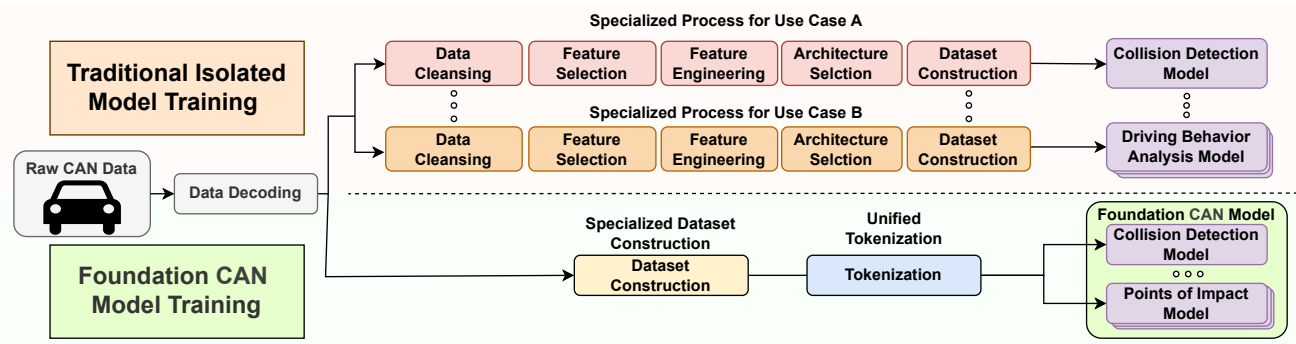 Specialized Process for Use Case A
Traditional Isolated
Model Training
Data
Cleansing
Feature
Selection
Feature
Engineering
Architecture
Selction
Dataset
Construction
Collision Detection
Model
Specialized Process for Use Case B
Data
Cleansing
Feature
Selection
Feature
Engineering
Architecture
Selction
Dataset
Construction
Driving Behavior
Analysis Model
Raw CAN Data
Data Decoding
Foundation CAN
Model Training
Specialized Dataset
Construction
Dataset
Construction
Unified
Tokenization
Tokenization
Foundation CAN Model
Collision Detection
Model
Points of Impact
Model